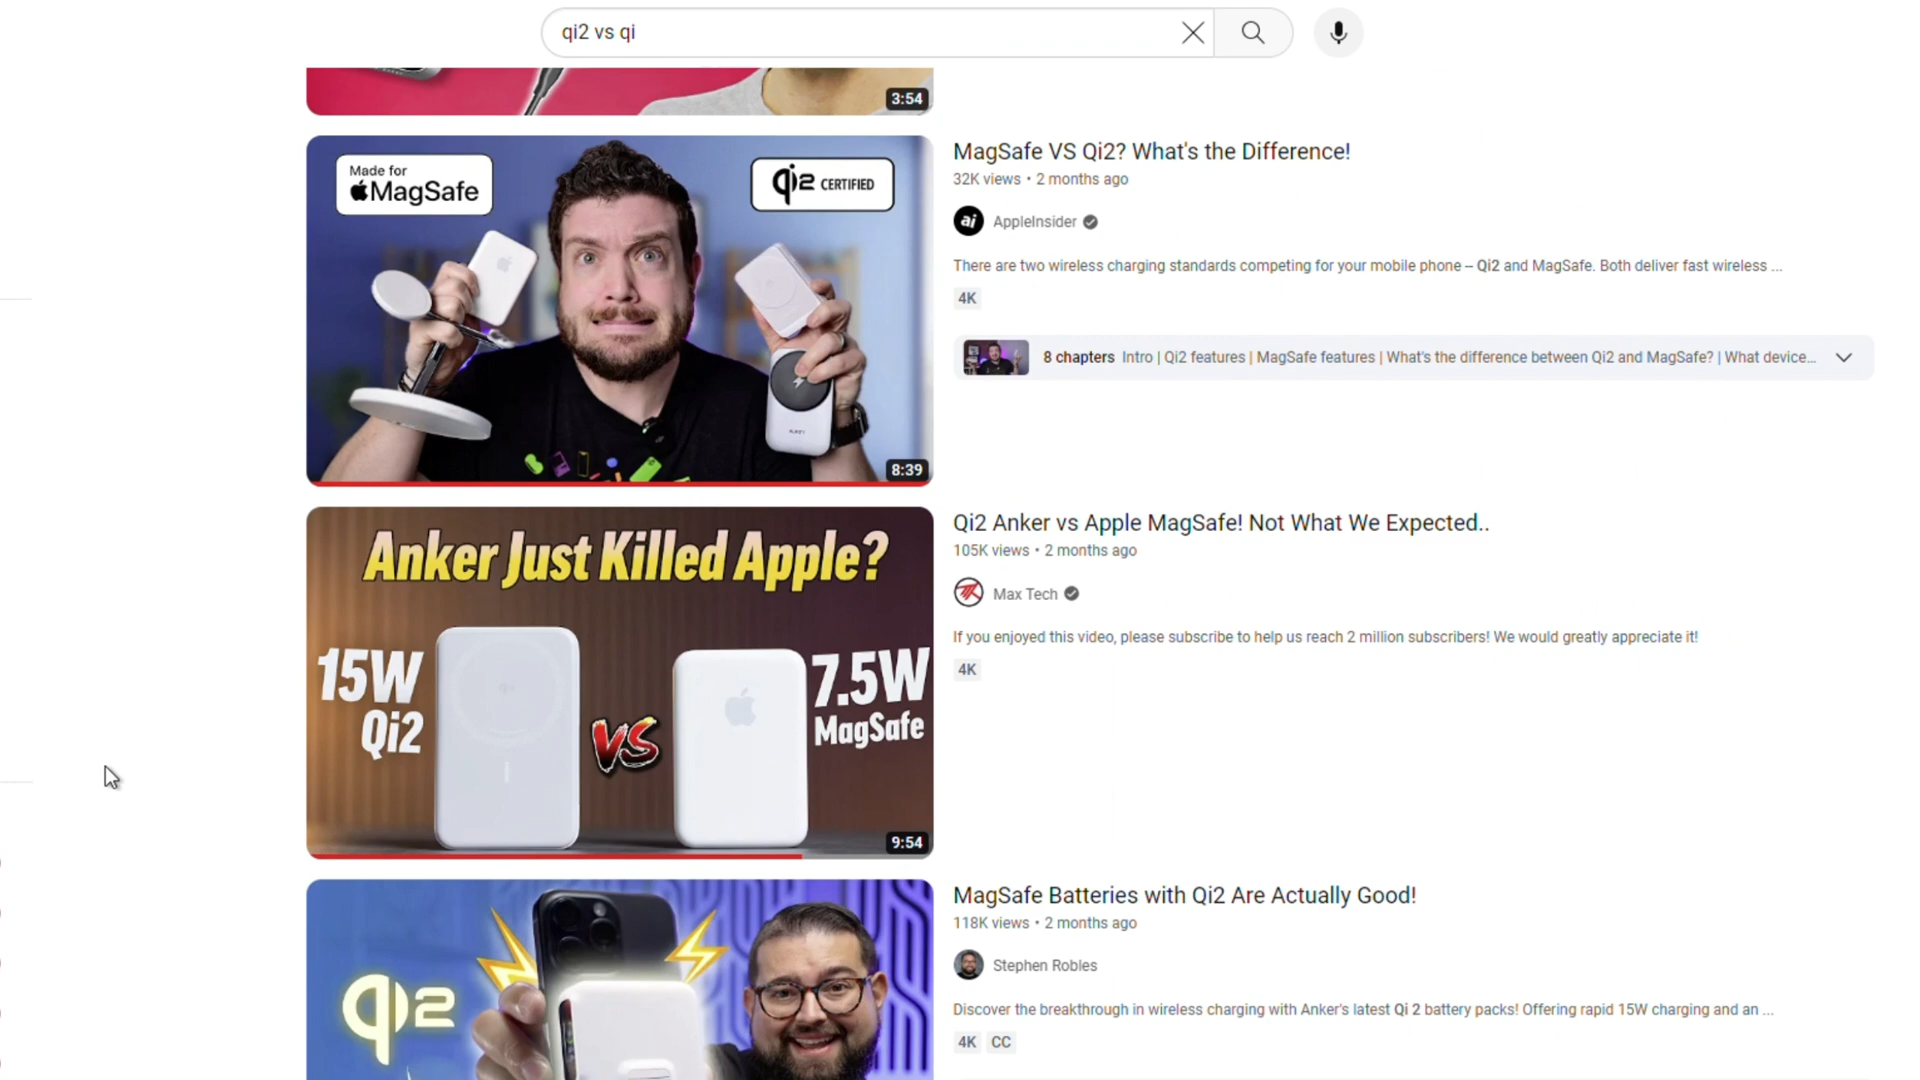 qi2 vs qi
3:54
Made for
MagSafe
Qi2 CERTIFIED
8:39
MagSafe VS Qi2? What's the Difference!
32K views • 2 months ago
ai
AppleInsider
There are two wireless charging standards competing for your mobile phone – Qi2 and MagSafe. Both deliver fast wireless ...
4K
8 chapters Intro | Qi2 features | MagSafe features | What's the difference between Qi2 and MagSafe? | What device...
Anker Just Killed Apple?
15W
Qi2
VS
7.5W
MagSafe
9:54
Qi2 Anker vs Apple MagSafe! Not What We Expected..
105K views • 2 months ago
Max Tech
If you enjoyed this video, please subscribe to help us reach 2 million subscribers! We would greatly appreciate it!
4K
Qi2
MagSafe Batteries with Qi2 Are Actually Good!
118K views • 2 months ago
Stephen Robles
Discover the breakthrough in wireless charging with Anker's latest Qi 2 battery packs! Offering rapid 15W charging and an ...
4K CC